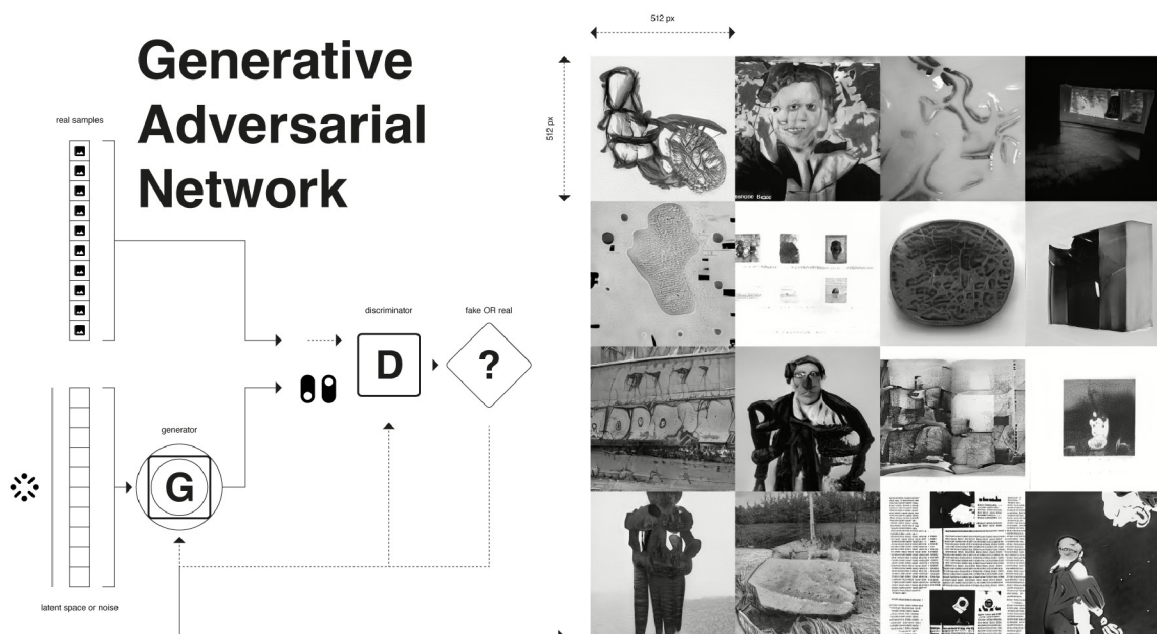 Generative
Adversarial
Network
real samples
discriminator
fake OR real
D
?
generator
G
latent space or noise
512 px
512 px